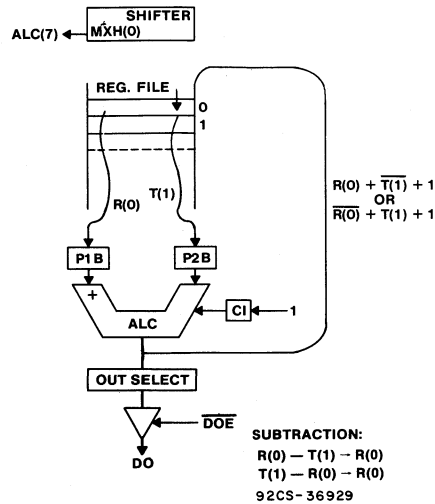 SHIFTER
ALC(7)
MXH(0)
REG. FILE
0
1
R(0)
T(1)
R(0) + T̅(̅1̅)̅ + 1
OR
R̅(̅0̅)̅ + T(1) + 1
P1B
P2B
+
ALC
CI
1
OUT SELECT
D̅O̅E̅
DO
SUBTRACTION:
R(0) — T(1) → R(0)
T(1) — R(0) → R(0)
92CS-36929